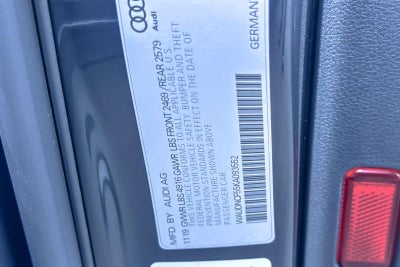 Audi
GERMANY
MFD. BY AUDI AG
11 19 GVWR LBS 4916 GAWR LBS FRONT 2469 /REAR 2579
THIS VEHICLE CONFORMS TO ALL APPLICABLE U.S.
FEDERAL MOTOR VEHICLE SAFETY, BUMPER AND THEFT
PREVENTION STANDARDS IN EFFECT ON THE DATE OF
MANUFACTURE SHOWN ABOVE
PASSENGER CAR